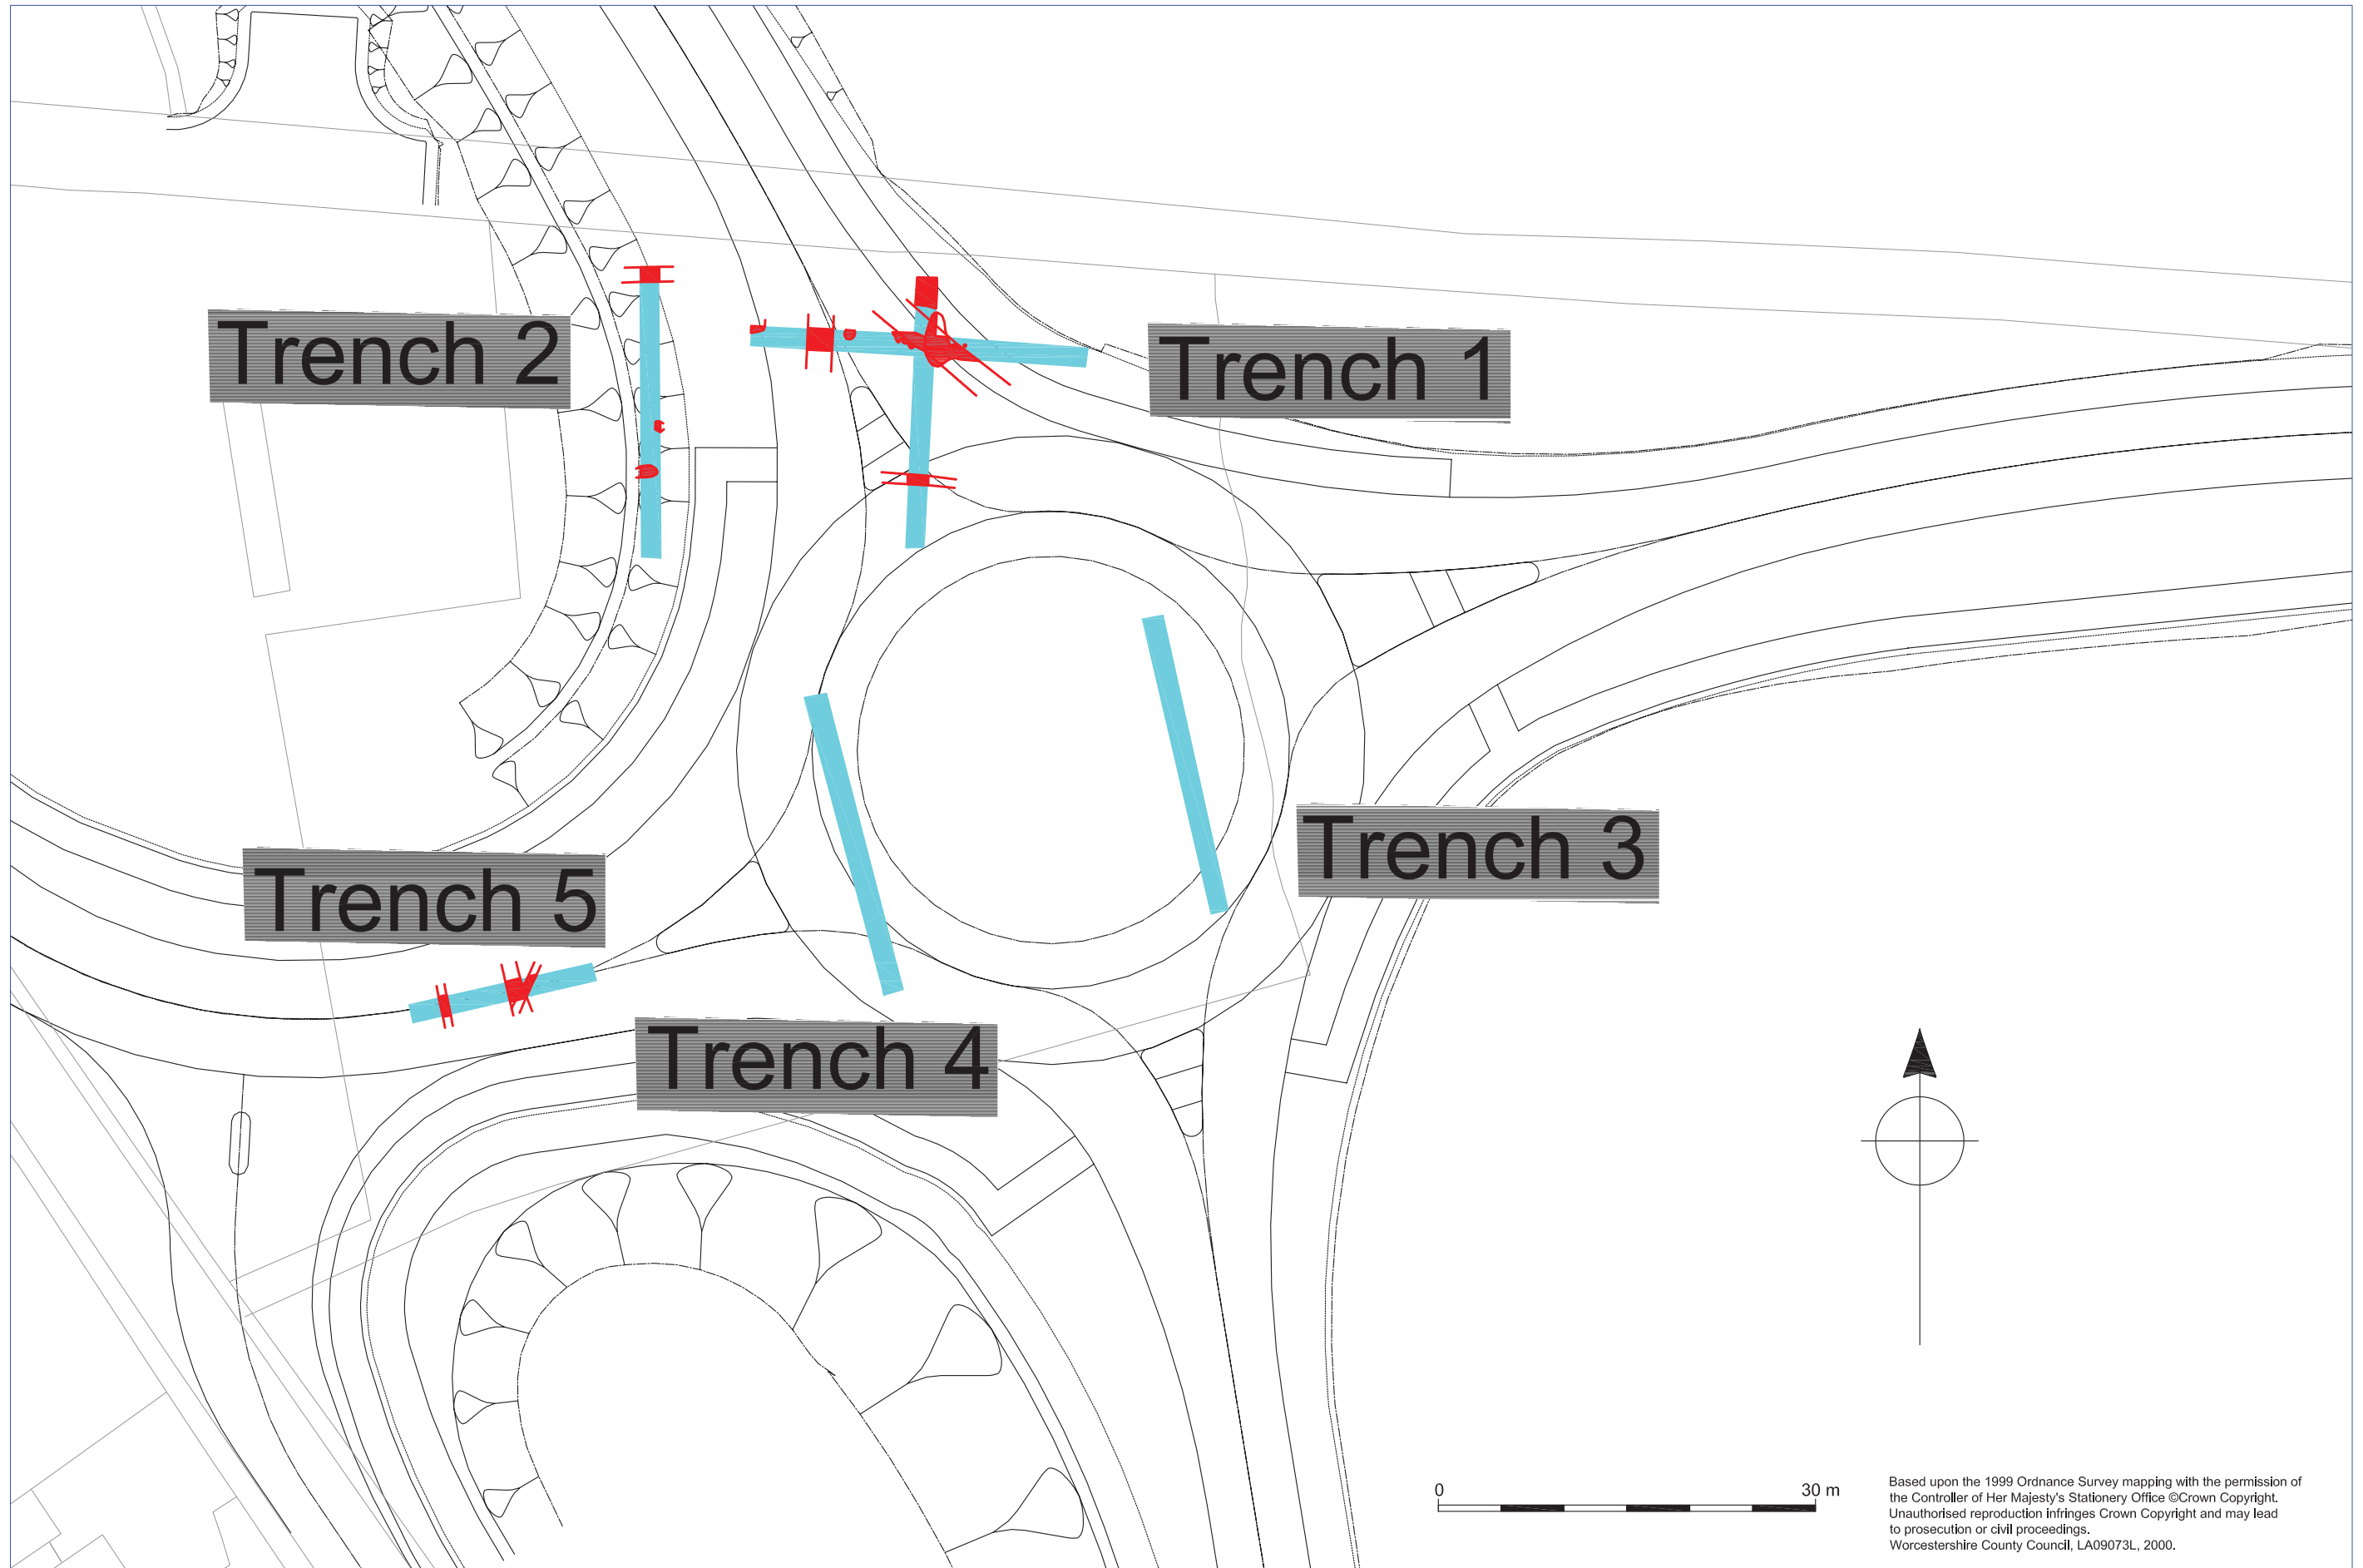 Trench 2
Trench 1
Trench 3
Trench 5
Trench 4
0 30 m
Based upon the 1999 Ordnance Survey mapping with the permission of
the Controller of Her Majesty's Stationery Office ©Crown Copyright.
Unauthorised reproduction infringes Crown Copyright and may lead
to prosecution or civil proceedings.
Worcestershire County Council, LA09073L, 2000.